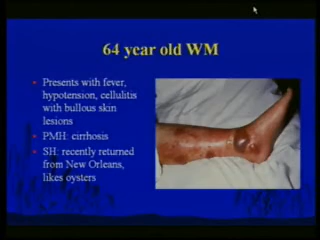 64 year old WM
Presents with fever,
hypotension, cellulitis
with bullous skin
lesions
PMH: cirrhosis
SH: recently returned
from New Orleans,
likes oysters